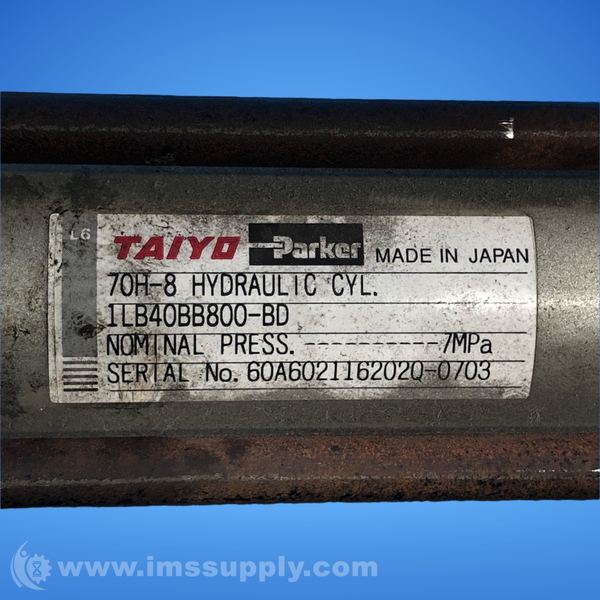 L6
TAIYO Parker MADE IN JAPAN
70H-8 HYDRAULIC CYL.
1LB40BB800-BD
NOMINAL PRESS. ----------7MPa
SERIAL No. 60A602116202Q-0703
www.imssupply.com